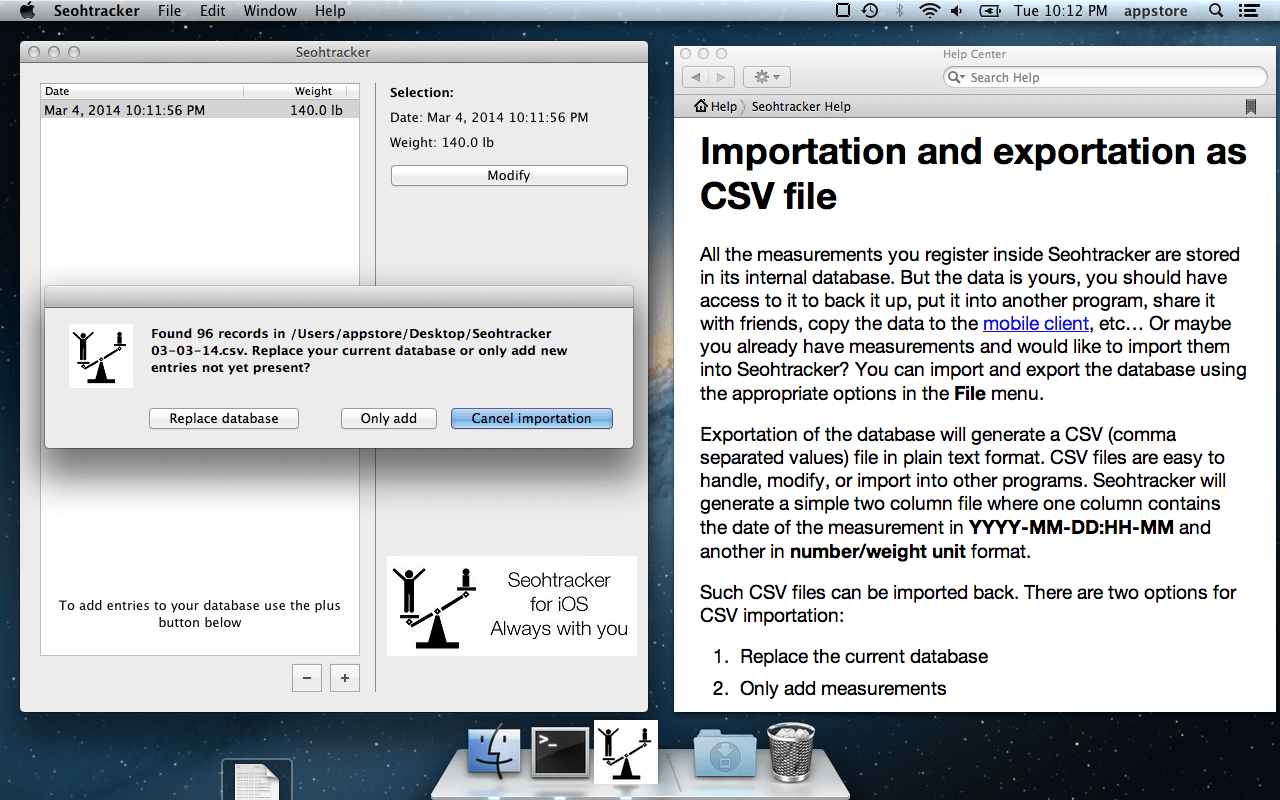 Seohtracker File Edit Window Help
Tue 10:12 PM appstore
Seohtracker
Date Weight
Mar 4, 2014 10:11:56 PM 140.0 lb
Selection:
Date: Mar 4, 2014 10:11:56 PM
Weight: 140.0 lb
Modify
Found 96 records in /Users/appstore/Desktop/Seohtracker
03-03-14.csv. Replace your current database or only add new
entries not yet present?
Replace database Only add Cancel importation
To add entries to your database use the plus
button below
− +
Seohtracker
for iOS
Always with you
Help Center
Search Help
Help Seohtracker Help
Importation and exportation as
CSV file
All the measurements you register inside Seohtracker are stored
in its internal database. But the data is yours, you should have
access to it to back it up, put it into another program, share it
with friends, copy the data to the mobile client, etc… Or maybe
you already have measurements and would like to import them
into Seohtracker? You can import and export the database using
the appropriate options in the File menu.
Exportation of the database will generate a CSV (comma
separated values) file in plain text format. CSV files are easy to
handle, modify, or import into other programs. Seohtracker will
generate a simple two column file where one column contains
the date of the measurement in YYYY-MM-DD:HH-MM and
another in number/weight unit format.
Such CSV files can be imported back. There are two options for
CSV importation:
1. Replace the current database
2. Only add measurements
>_